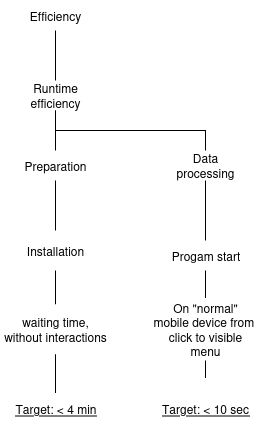 Efficiency
Runtime
efficiency
Preparation
Data
processing
Installation
Progam start
waiting time,
without interactions
On "normal"
mobile device from
click to visible
menu
Target: < 4 min
Target: < 10 sec